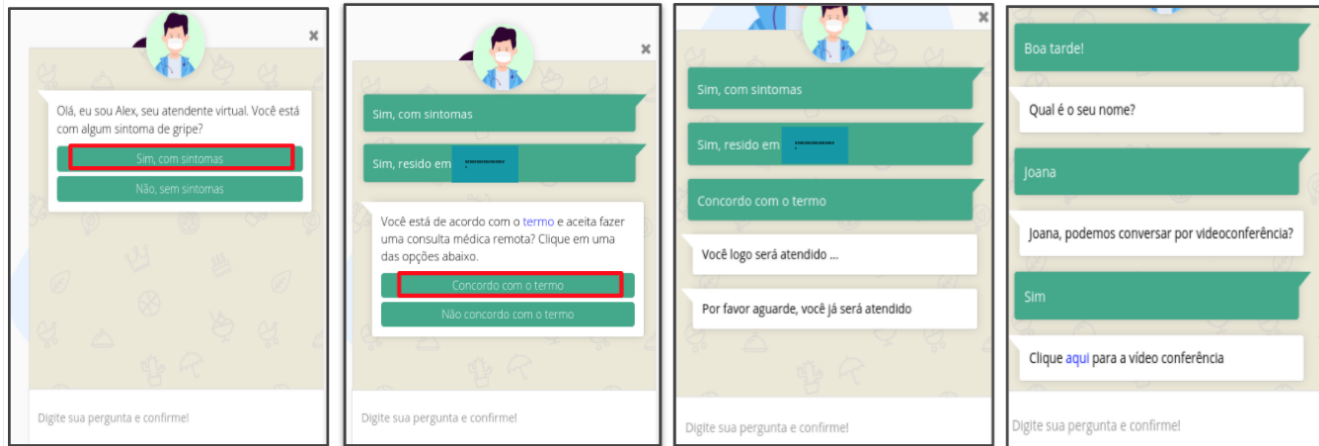 Olá, eu sou Alex, seu atendente virtual. Você está
com algum sintoma de gripe?
Sim, com sintomas
Não, sem sintomas
Digite sua pergunta e confirme!
Sim, com sintomas
Sim, resido em
Você está de acordo com o termo e aceita fazer
uma consulta médica remota? Clique em uma
das opções abaixo.
Concordo com o termo
Não concordo com o termo
Digite sua pergunta e confirme!
Sim, com sintomas
Sim, resido em
Concordo com o termo
Você logo será atendido ...
Por favor aguarde, você já será atendido
Digite sua pergunta e confirme!
Boa tarde!
Qual é o seu nome?
Joana
Joana, podemos conversar por videoconferência?
Sim
Clique aqui para a vídeo conferência
Digite sua pergunta e confirme!